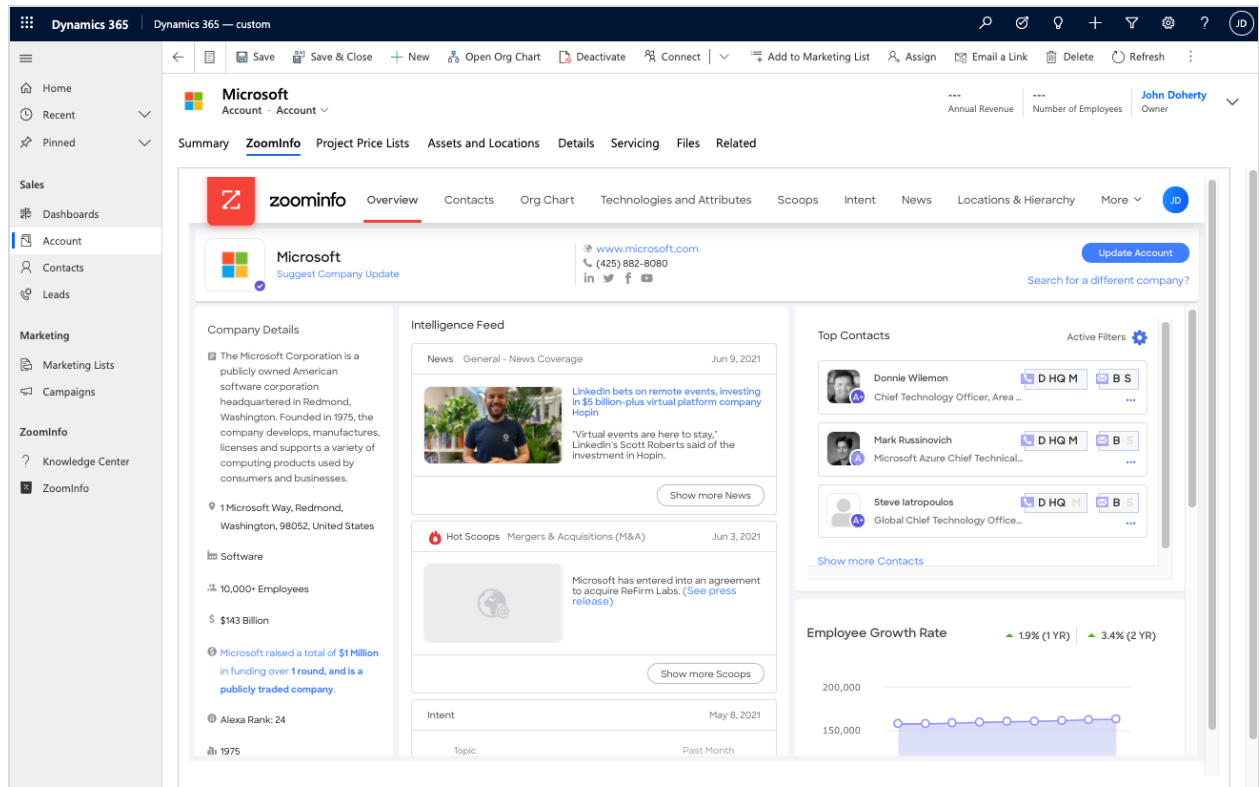 Dynamics 365
Dynamics 365 — custom
?
JD
Save
Save & Close
New
Open Org Chart
Deactivate
Connect
Add to Marketing List
Assign
Email a Link
Delete
Refresh
Home
Recent
Pinned
Sales
Dashboards
Account
Contacts
Leads
Marketing
Marketing Lists
Campaigns
ZoomInfo
? Knowledge Center
ZoomInfo
Microsoft
Account · Account
---
Annual Revenue
---
Number of Employees
John Doherty
Owner
Summary
ZoomInfo
Project Price Lists
Assets and Locations
Details
Servicing
Files
Related
zoominfo
Overview
Contacts
Org Chart
Technologies and Attributes
Scoops
Intent
News
Locations & Hierarchy
More
JD
Microsoft
Suggest Company Update
www.microsoft.com
(425) 882-8080
Update Account
Search for a different company?
Company Details
The Microsoft Corporation is a
publicly owned American
software corporation
headquartered in Redmond,
Washington. Founded in 1975, the
company develops, manufactures,
licenses and supports a variety of
computing products used by
consumers and businesses.
1 Microsoft Way, Redmond,
Washington, 98052, United States
Software
10,000+ Employees
$ $143 Billion
Microsoft raised a total of $1 Million
in funding over 1 round, and is a
publicly traded company.
Alexa Rank: 24
1975
Intelligence Feed
News General - News Coverage
Jun 9, 2021
LinkedIn bets on remote events, investing
in $5 billion-plus virtual platform company
Hopin
"Virtual events are here to stay,"
LinkedIn's Scott Roberts said of the
investment in Hopin.
Show more News
Hot Scoops Mergers & Acquisitions (M&A)
Jun 3, 2021
Microsoft has entered into an agreement
to acquire ReFirm Labs. (See press
release)
Show more Scoops
Intent
May 8, 2021
Topic
Past Month
Top Contacts
Active Filters
Donnie Wilemon
Chief Technology Officer, Area ...
A+
D HQ M
B S
Mark Russinovich
Microsoft Azure Chief Technical...
A
D HQ M
B S
Steve Iatropoulos
Global Chief Technology Office...
A+
D HQ M
B S
Show more Contacts
Employee Growth Rate
1.9% (1 YR)
3.4% (2 YR)
200,000
150,000